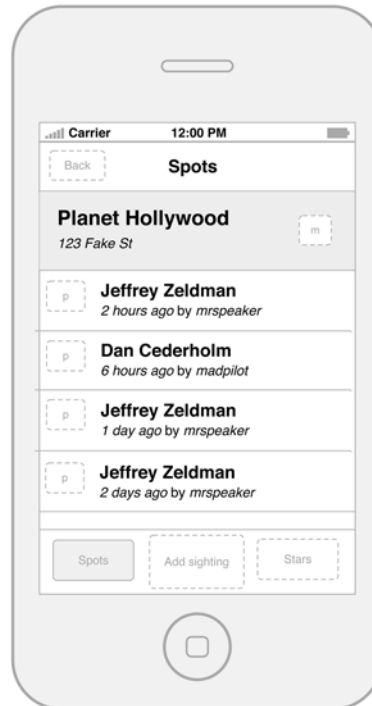 Carrier 12:00 PM
Back Spots
Planet Hollywood
123 Fake St
m
p
Jeffrey Zeldman
2 hours ago by mrspeaker
p
Dan Cederholm
6 hours ago by madpilot
p
Jeffrey Zeldman
1 day ago by mrspeaker
p
Jeffrey Zeldman
2 days ago by mrspeaker
Spots Add sighting Stars